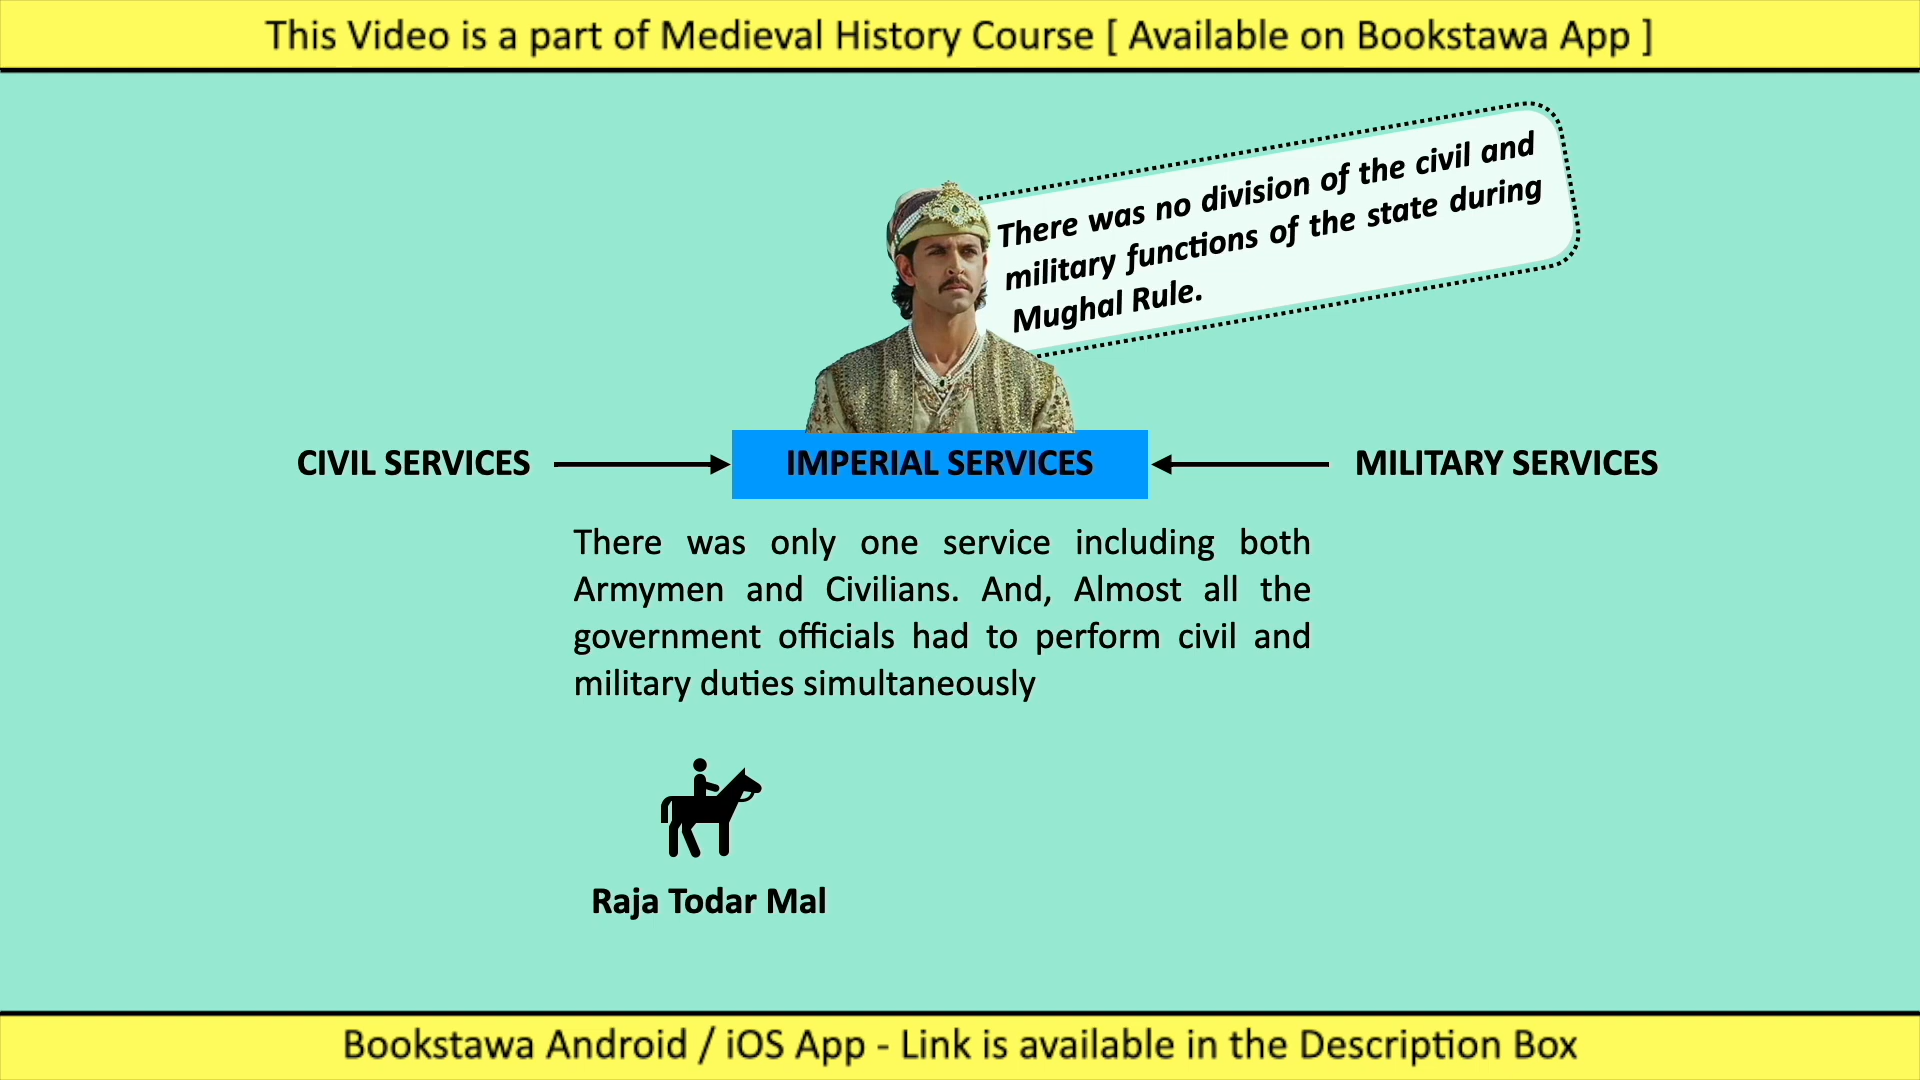 This Video is a part of Medieval History Course [ Available on Bookstawa App ]
There was no division of the civil and
military functions of the state during
Mughal Rule.
CIVIL SERVICES
IMPERIAL SERVICES
MILITARY SERVICES
There was only one service including both
Armymen and Civilians. And, Almost all the
government officials had to perform civil and
military duties simultaneously
Raja Todar Mal
Bookstawa Android / iOS App - Link is available in the Description Box